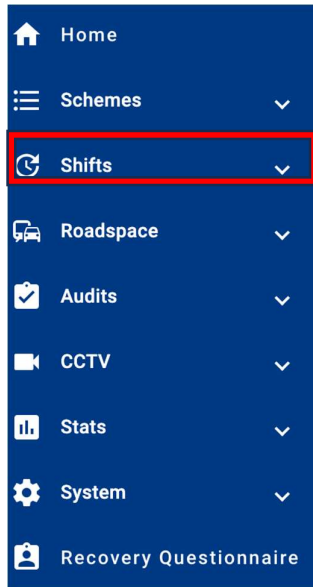 Home
Schemes
Shifts
Roadspace
Audits
CCTV
Stats
System
Recovery Questionnaire